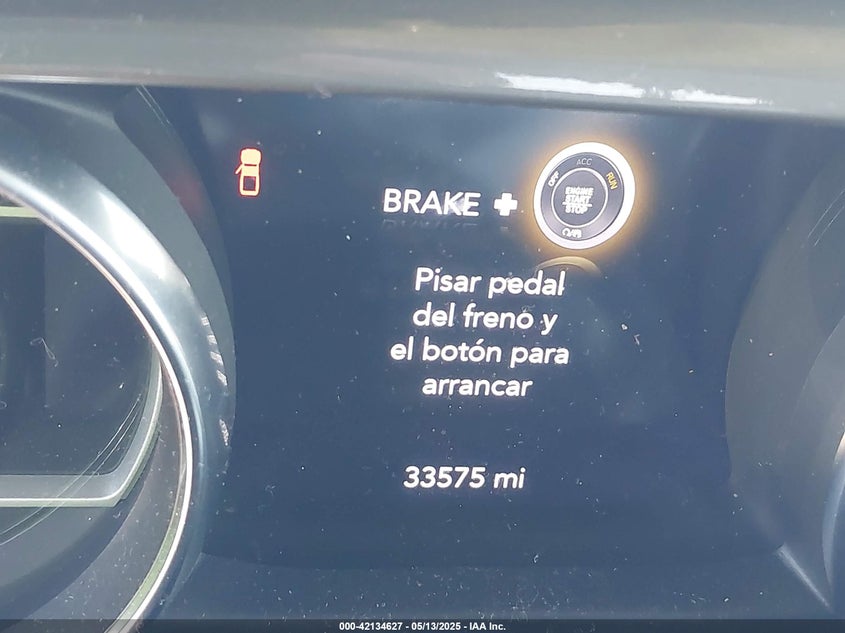 BRAKE +
OFF ACC RUN
ENGINE
START
STOP
Pisar pedal
del freno y
el botón para
arrancar
33575 mi
000-42134627 - 05/13/2025 - IAA Inc.